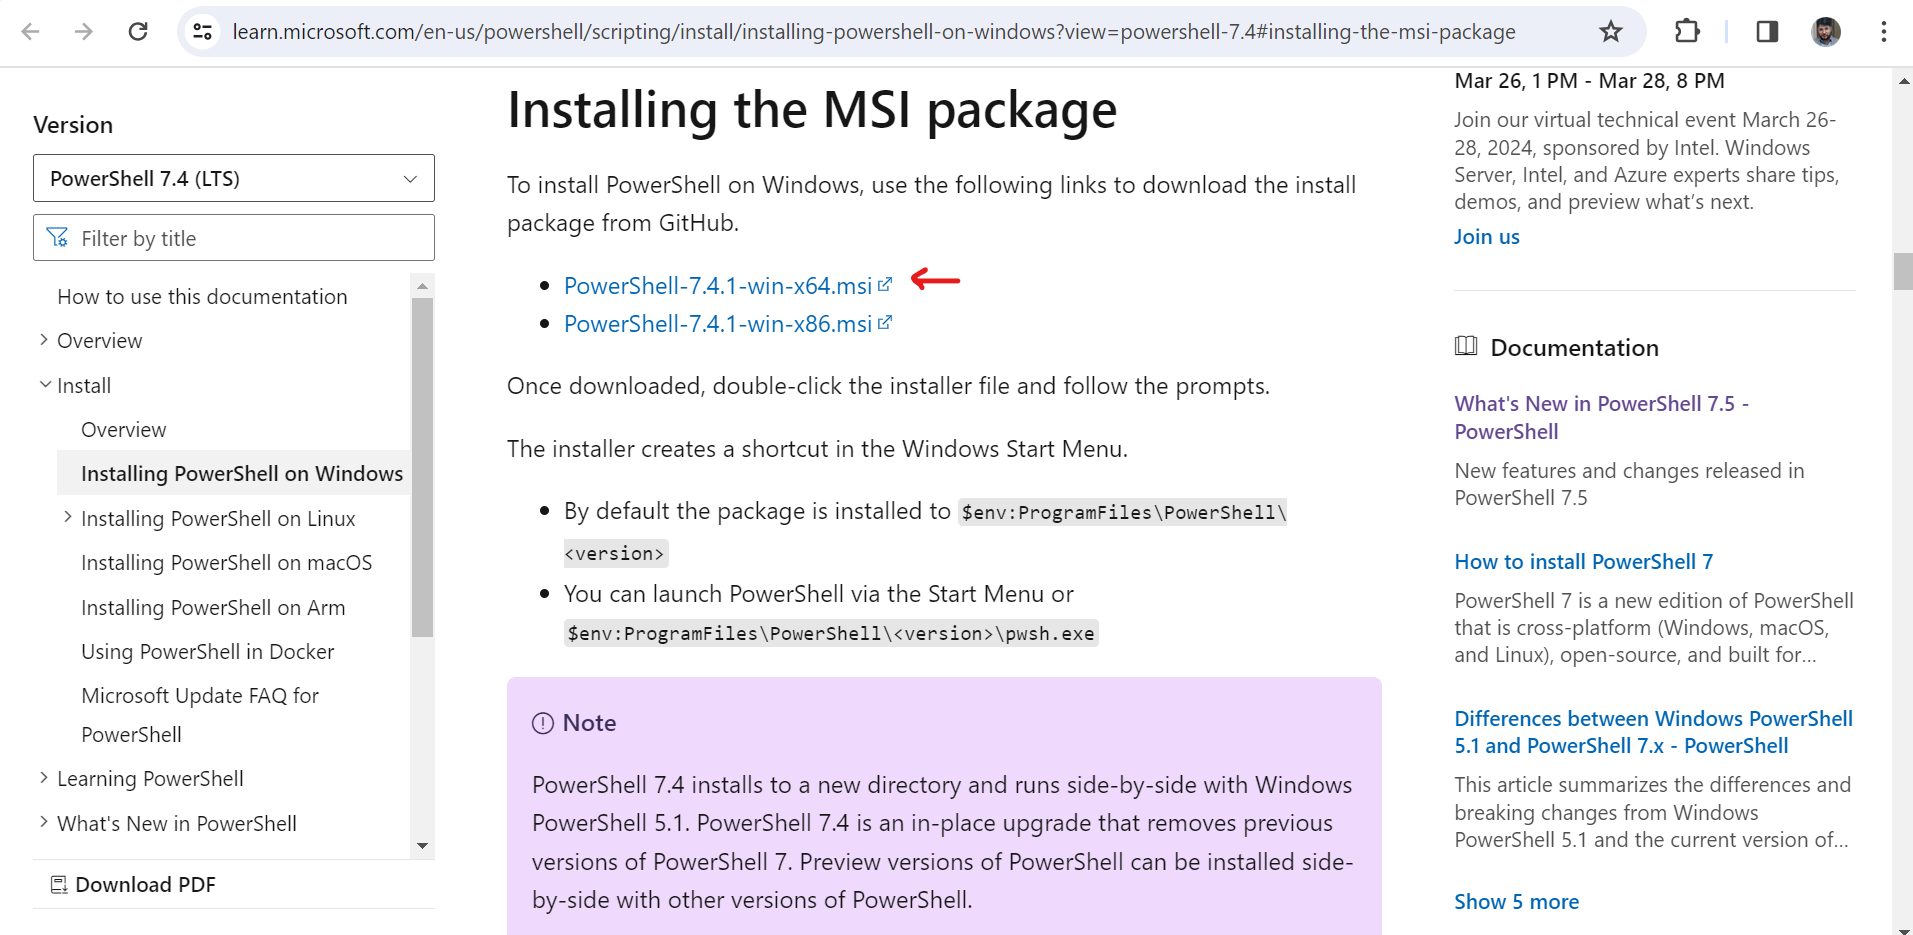 learn.microsoft.com/en-us/powershell/scripting/install/installing-powershell-on-windows?view=powershell-7.4#installing-the-msi-package
Version
PowerShell 7.4 (LTS)
Filter by title
How to use this documentation
Overview
Install
Overview
Installing PowerShell on Windows
Installing PowerShell on Linux
Installing PowerShell on macOS
Installing PowerShell on Arm
Using PowerShell in Docker
Microsoft Update FAQ for
PowerShell
Learning PowerShell
What's New in PowerShell
Download PDF
Installing the MSI package
To install PowerShell on Windows, use the following links to download the install
package from GitHub.
PowerShell-7.4.1-win-x64.msi
PowerShell-7.4.1-win-x86.msi
Once downloaded, double-click the installer file and follow the prompts.
The installer creates a shortcut in the Windows Start Menu.
By default the package is installed to $env:ProgramFiles\PowerShell\
<version>
You can launch PowerShell via the Start Menu or
$env:ProgramFiles\PowerShell\<version>\pwsh.exe
Note
PowerShell 7.4 installs to a new directory and runs side-by-side with Windows
PowerShell 5.1. PowerShell 7.4 is an in-place upgrade that removes previous
versions of PowerShell 7. Preview versions of PowerShell can be installed side-
by-side with other versions of PowerShell.
Mar 26, 1 PM - Mar 28, 8 PM
Join our virtual technical event March 26-
28, 2024, sponsored by Intel. Windows
Server, Intel, and Azure experts share tips,
demos, and preview what's next.
Join us
Documentation
What's New in PowerShell 7.5 -
PowerShell
New features and changes released in
PowerShell 7.5
How to install PowerShell 7
PowerShell 7 is a new edition of PowerShell
that is cross-platform (Windows, macOS,
and Linux), open-source, and built for...
Differences between Windows PowerShell
5.1 and PowerShell 7.x - PowerShell
This article summarizes the differences and
breaking changes from Windows
PowerShell 5.1 and the current version of...
Show 5 more